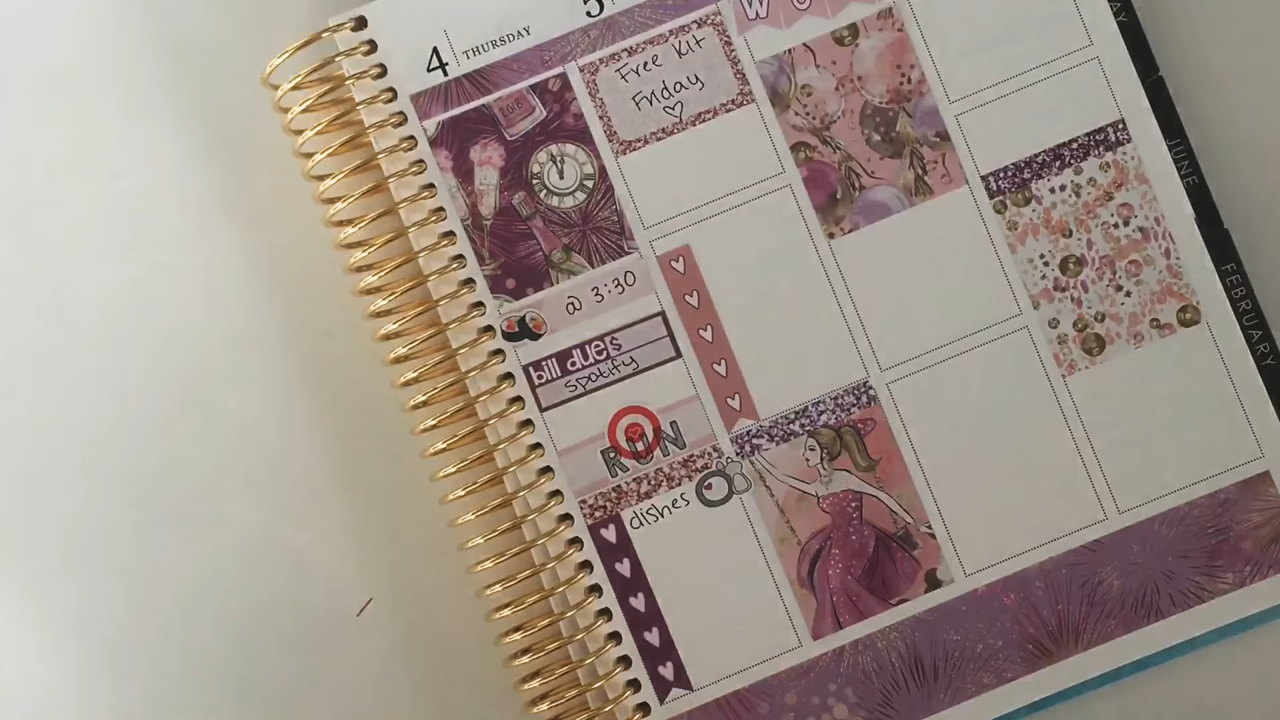 4 THURSDAY
5
Free Kit
Friday
@ 3:30
bill due
spotify
RUN
dishes
JUNE
FEBRUARY